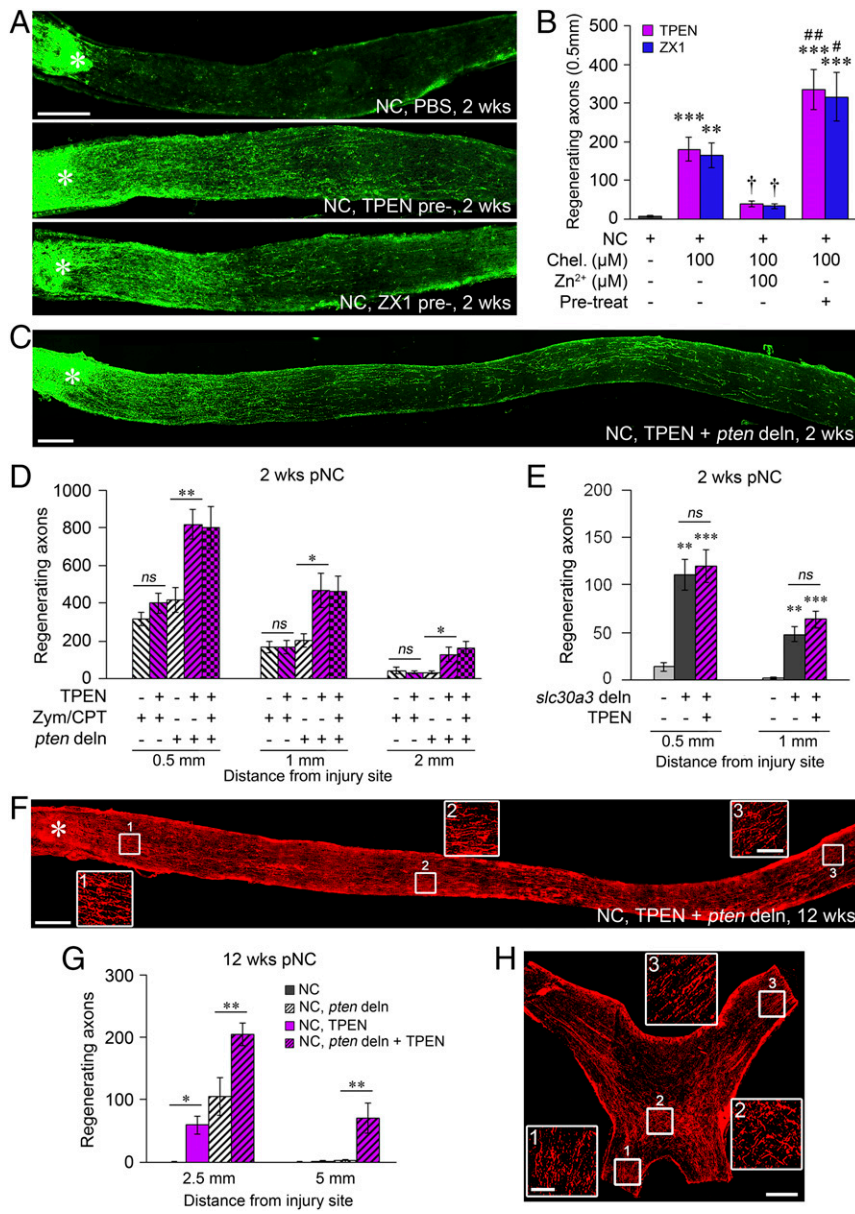 A
*
NC, PBS, 2 wks
*
NC, TPEN pre-, 2 wks
*
NC, ZX1 pre-, 2 wks
B
TPEN
ZX1
Regenerating axons (0.5mm)
400
300
200
100
0
*** ** † † ## *** # ***
NC + + + +
Chel. (μM) - 100 100 100
Zn²⁺ (μM) - - 100 -
Pre-treat - - - +
C
*
NC, TPEN + pten deln, 2 wks
D
2 wks pNC
Regenerating axons
1000
800
600
400
200
0
ns ** ns * ns *
TPEN - + - + + - + - + + - + - + +
Zym/CPT + + - - + + + - - + + + - - +
pten deln - - + + + - - + + + - - + + +
0.5 mm 1 mm 2 mm
Distance from injury site
E
2 wks pNC
Regenerating axons
200
150
100
50
0
ns ** *** ns ** ***
slc30a3 deln - + + - + +
TPEN - - + - - +
0.5 mm 1 mm
Distance from injury site
F
*
1
1
2
2
3
3
NC, TPEN + pten deln, 12 wks
G
12 wks pNC
Regenerating axons
300
200
100
0
NC
NC, pten deln
NC, TPEN
NC, pten deln + TPEN
* ** **
2.5 mm 5 mm
Distance from injury site
H
3
3
2
2
1
1